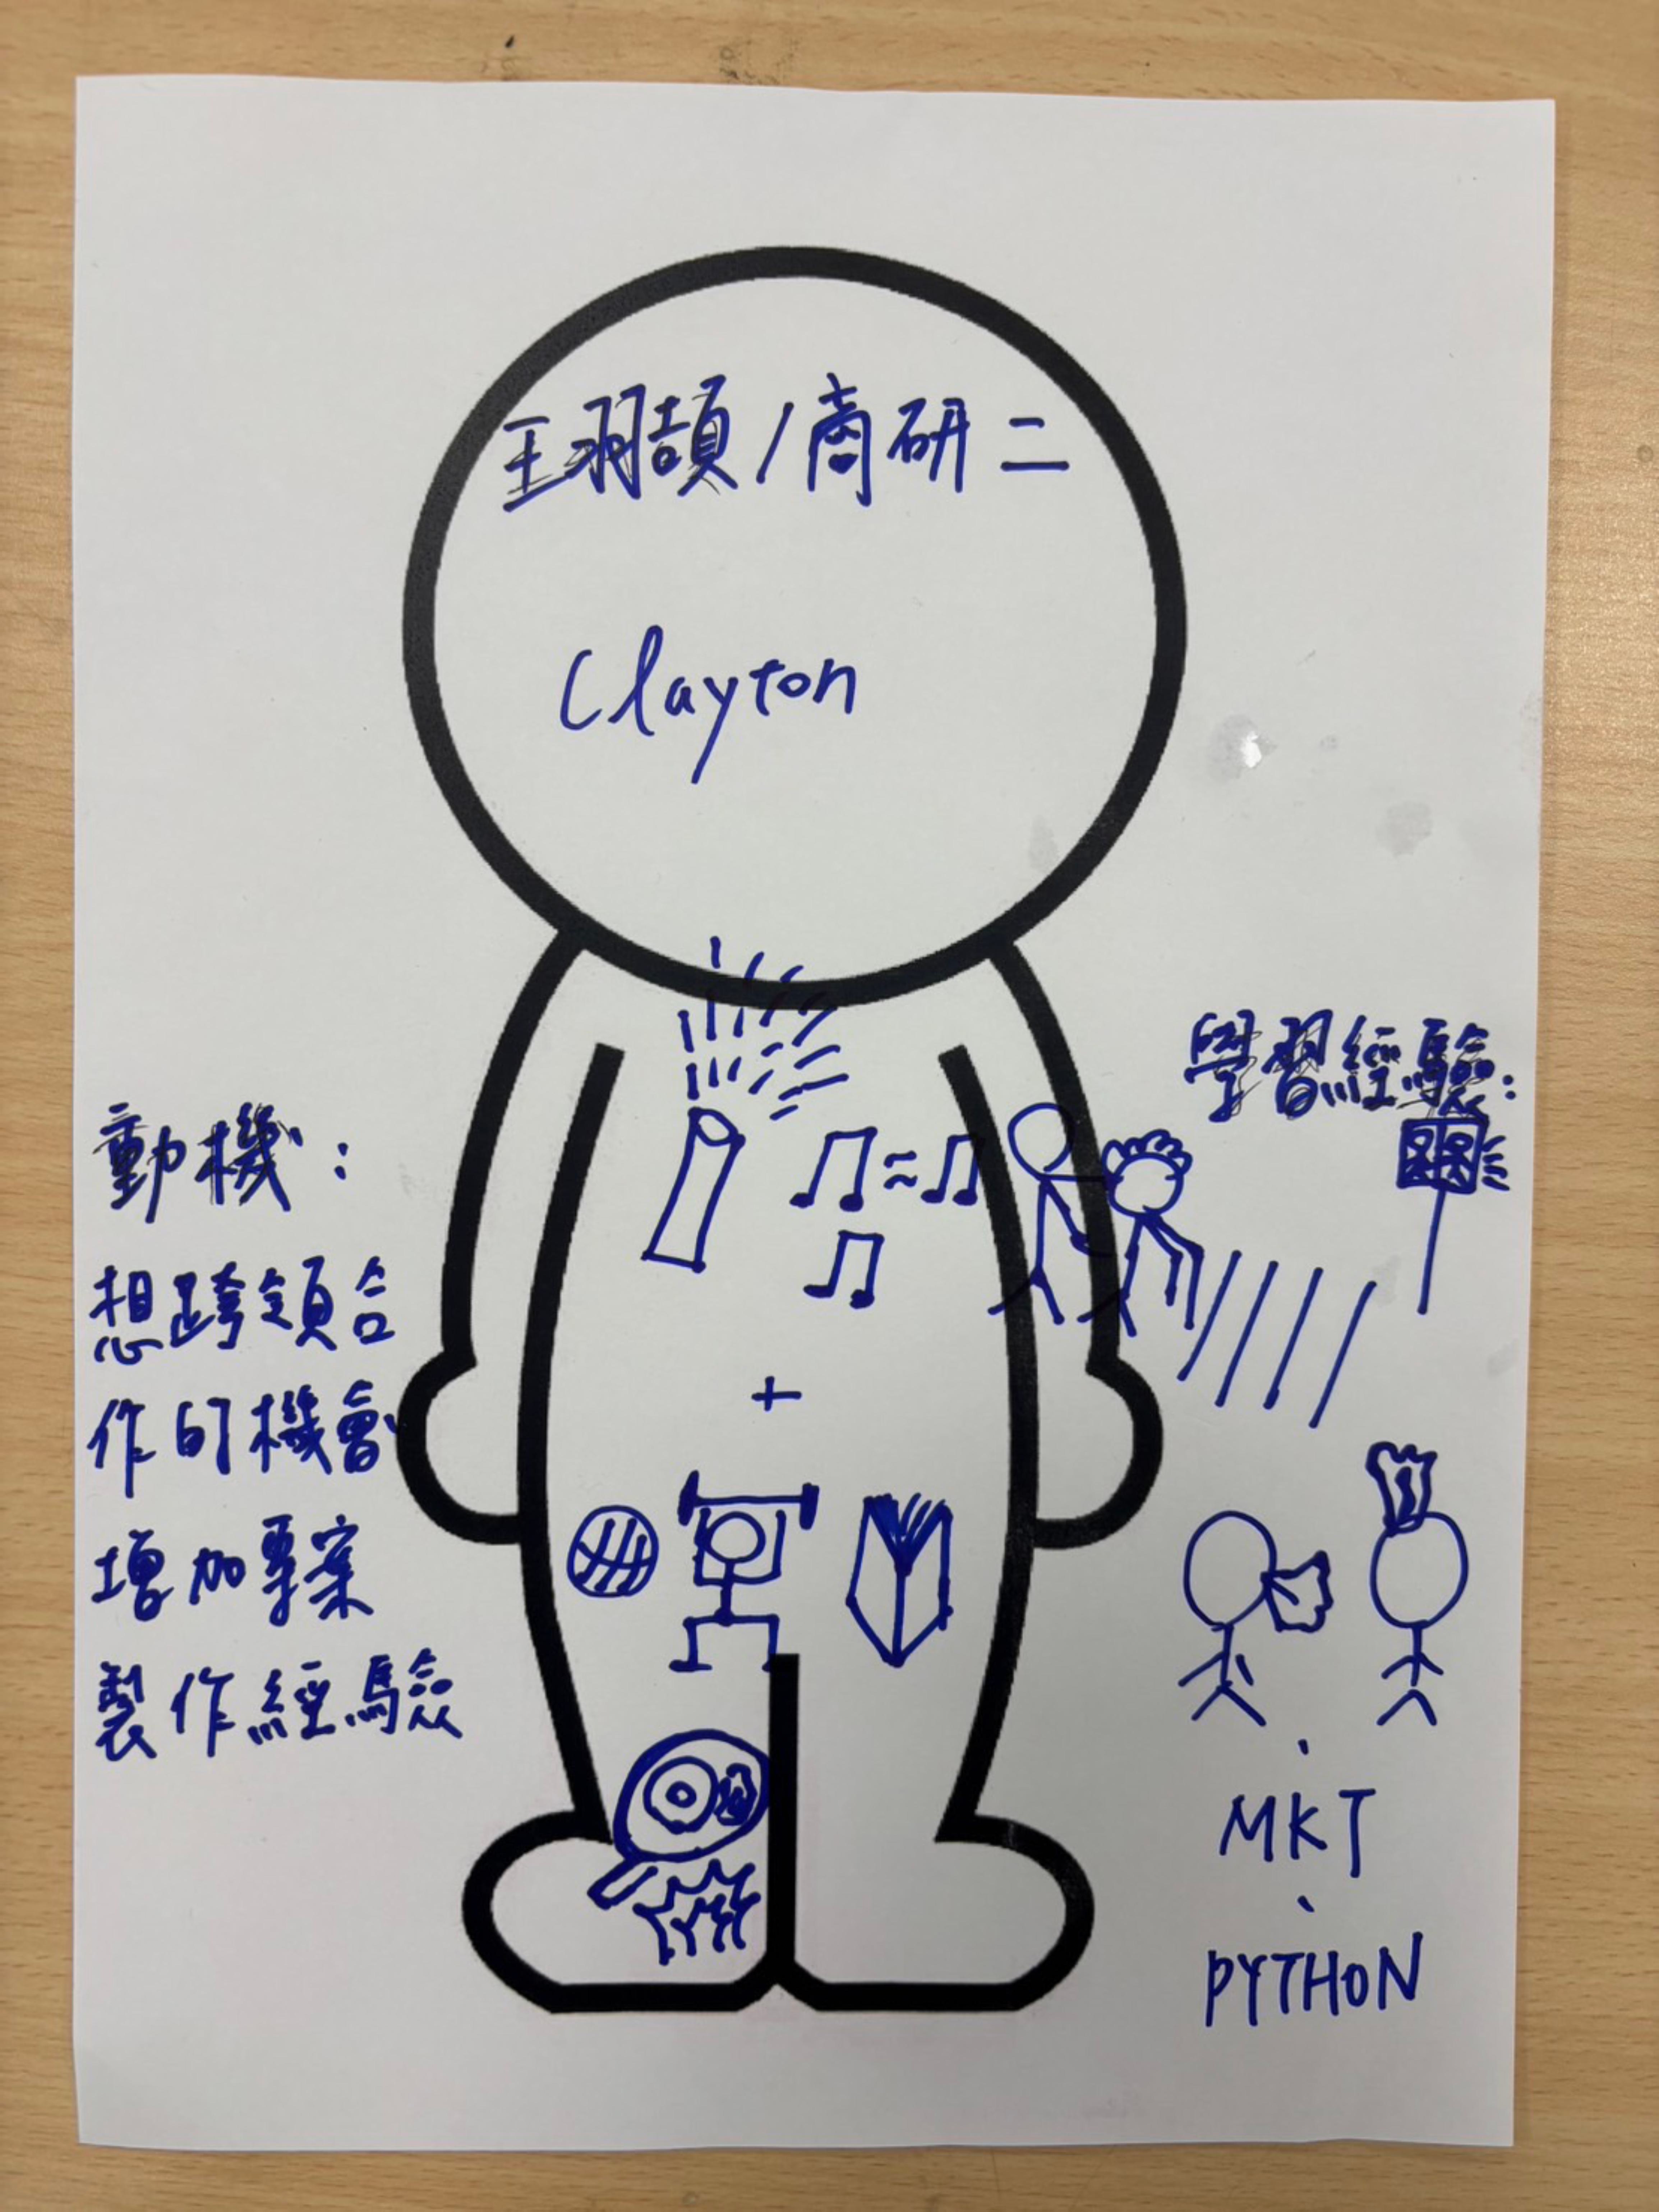 王羽頡/商研二
Clayton
動機:
想跨領合
作的機會
增加專案
製作經驗
學習經驗:
、
MKT
、
PYTHON